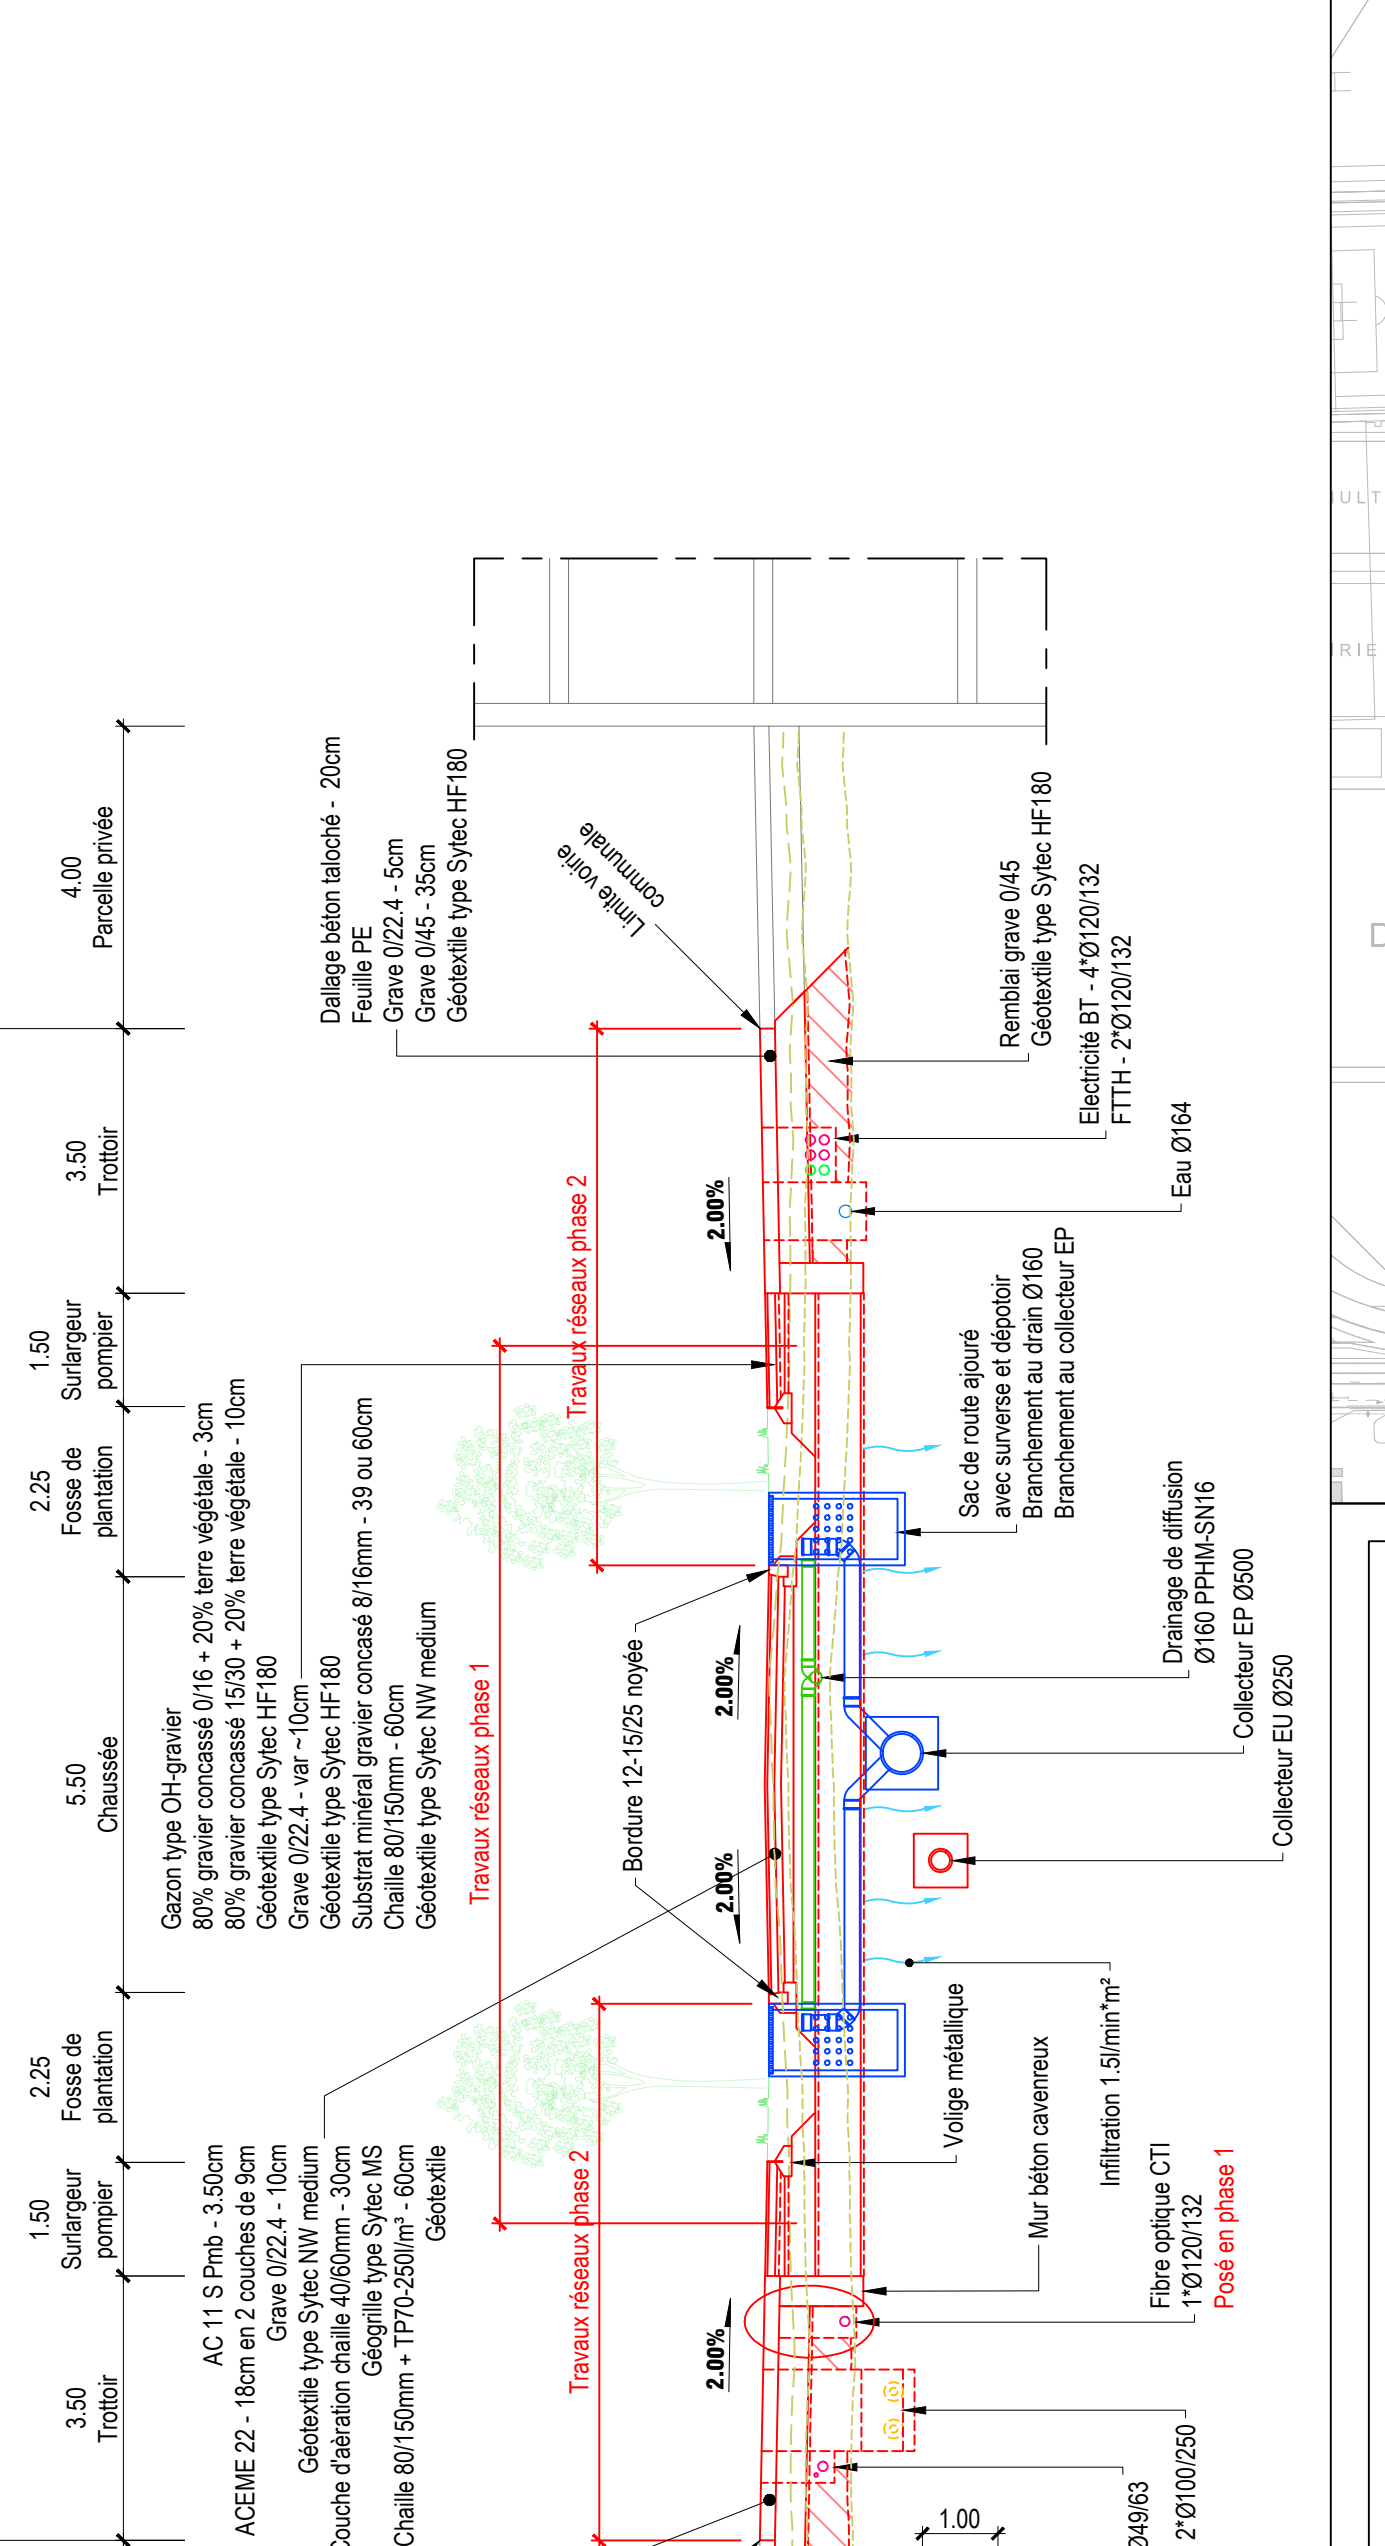 4.00
Parcelle privée
3.50
Trottoir
1.50
Surlargeur
pompier
2.25
Fosse de
plantation
5.50
Chaussée
2.25
Fosse de
plantation
1.50
Surlargeur
pompier
3.50
Trottoir
Dallage béton taloché - 20cm
Feuille PE
Grave 0/22.4 - 5cm
Grave 0/45 - 35cm
Géotextile type Sytec HF180
Limite voirie
communale
Gazon type OH-gravier
80% gravier concassé 0/16 + 20% terre végétale - 3cm
80% gravier concassé 15/30 + 20% terre végétale - 10cm
Géotextile type Sytec HF180
Grave 0/22.4 - var ~10cm
Géotextile type Sytec HF180
Substrat minéral gravier concasé 8/16mm - 39 ou 60cm
Chaille 80/150mm - 60cm
Géotextile type Sytec NW medium
AC 11 S Pmb - 3.50cm
ACEME 22 - 18cm en 2 couches de 9cm
Grave 0/22.4 - 10cm
Géotextile type Sytec NW medium
Couche d'aèration chaille 40/60mm - 30cm
Géogrille type Sytec MS
Chaille 80/150mm + TP70-250l/m³ - 60cm
Géotextile
Travaux réseaux phase 1
Travaux réseaux phase 2
Travaux réseaux phase 2
Bordure 12-15/25 noyée
2.00%
2.00%
2.00%
2.00%
Remblai grave 0/45
Géotextile type Sytec HF180
Electricité BT - 4*Ø120/132
FTTH - 2*Ø120/132
Eau Ø164
Sac de route ajouré
avec surverse et dépotoir
Branchement au drain Ø160
Branchement au collecteur EP
Drainage de diffusion
Ø160 PPHM-SN16
Collecteur EP Ø500
Collecteur EU Ø250
Volige métallique
Infiltration 1.5l/min*m²
Mur béton cavenreux
Fibre optique CTI
1*Ø120/132
Posé en phase 1
Ø49/63
2*Ø100/250
1.00
ULT
RIE
D